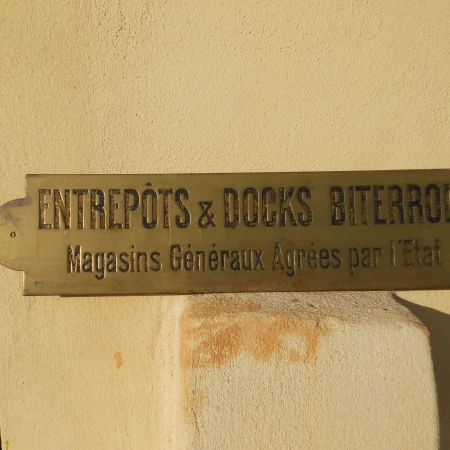 ENTREPÔTS & DOCKS BITERRO
Magasins Généraux Agrées par l'Etat